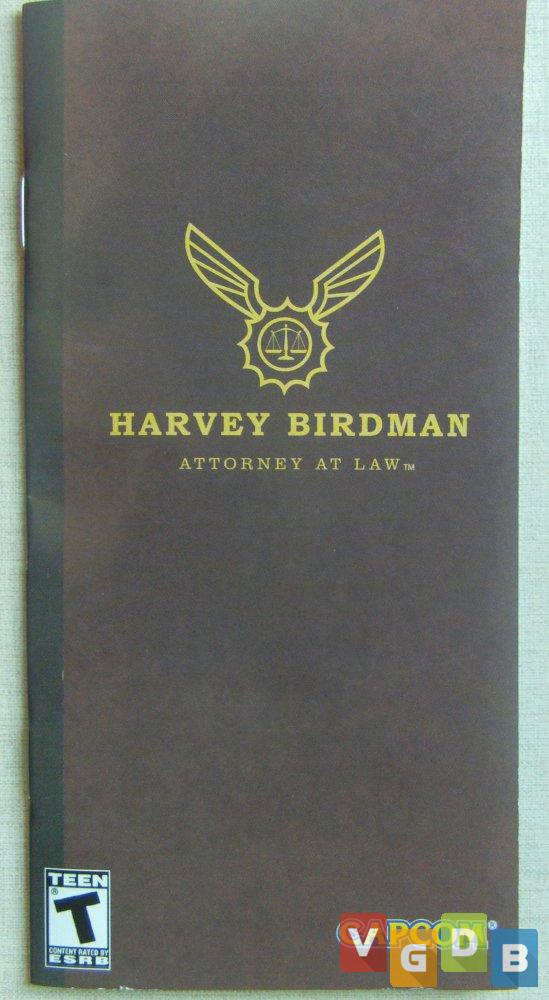 HARVEY BIRDMAN
ATTORNEY AT LAW™
TEEN
®
T
CONTENT RATED BY
ESRB
CAPCOM®
VGDB